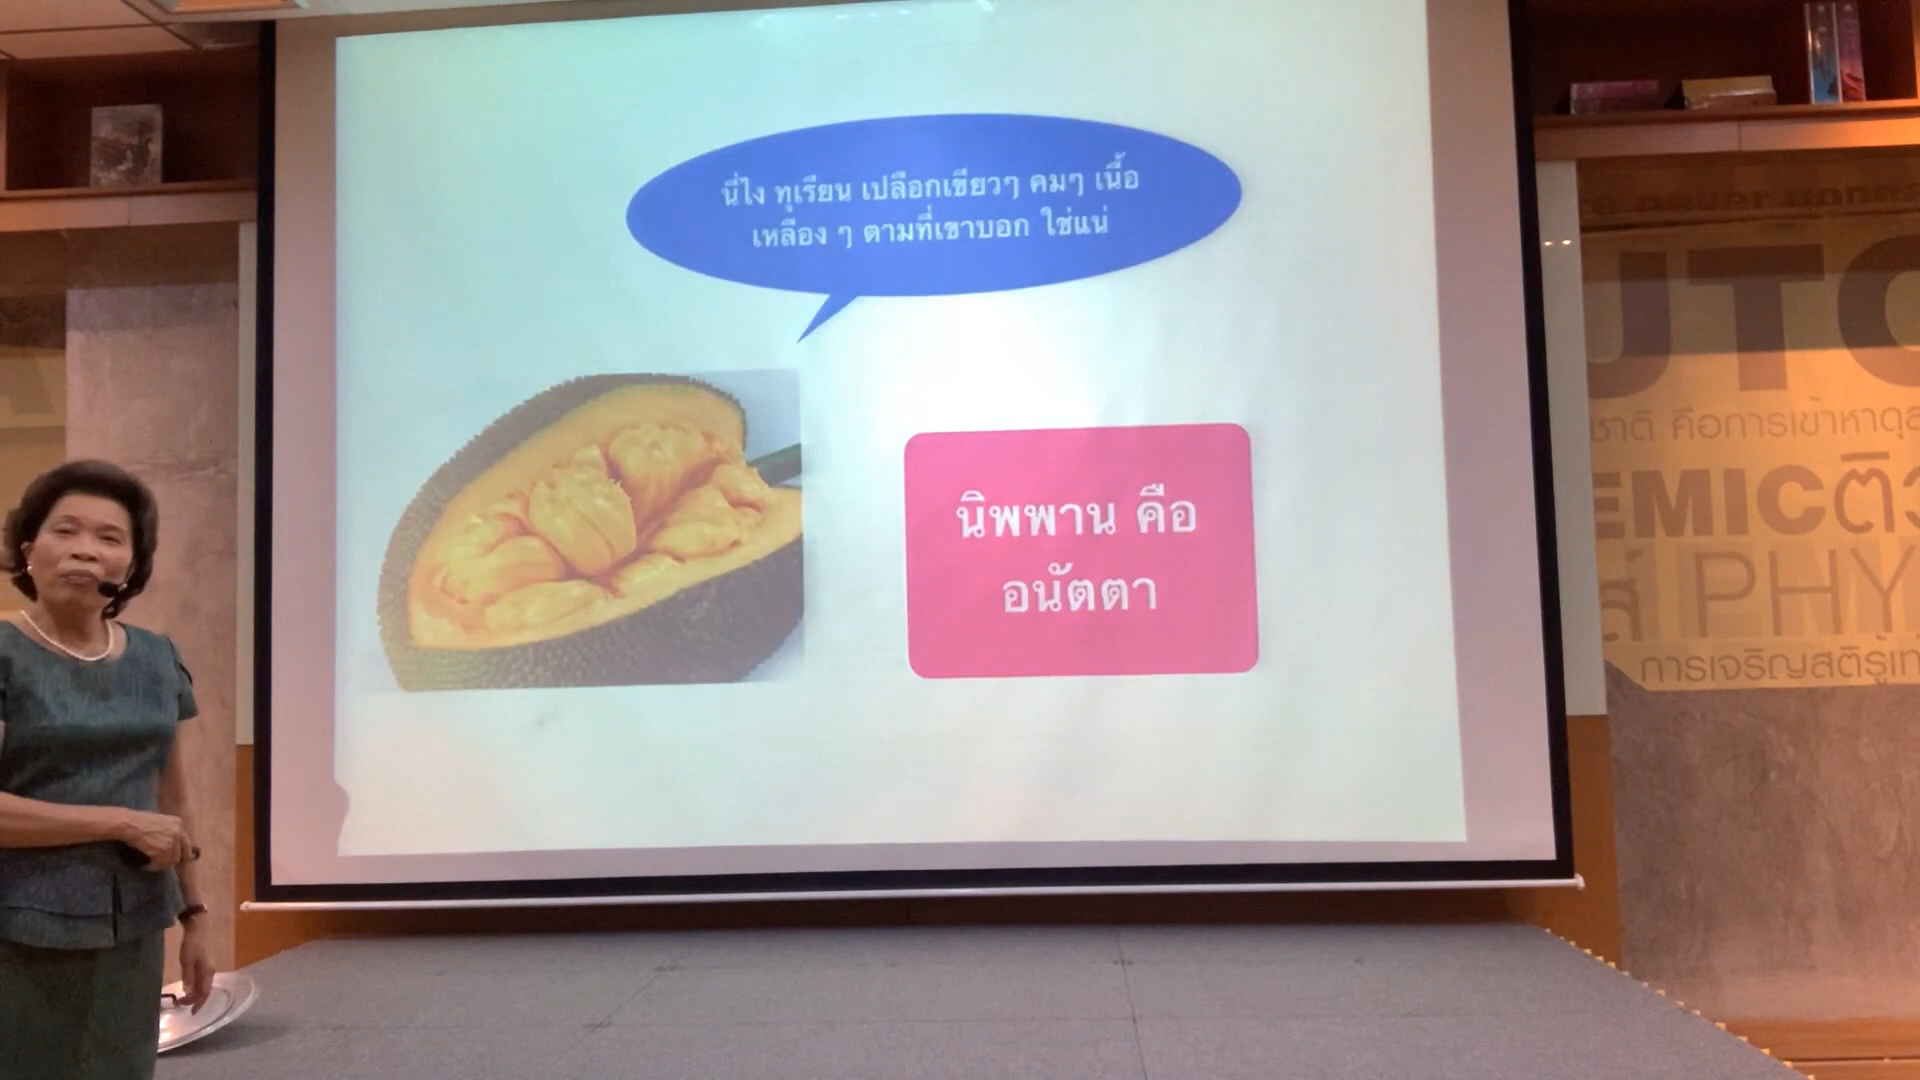 นี่ไง ทุเรียน เปลือกเขียวๆ คมๆ เนื้อ
เหลือง ๆ ตามที่เขาบอก ใช่แน่
นิพพาน คือ
อนัตตา
UTO
ชาติ คือการเข้าหาดุล
EMICติว
PHY
การเจริญสติรู้เท่